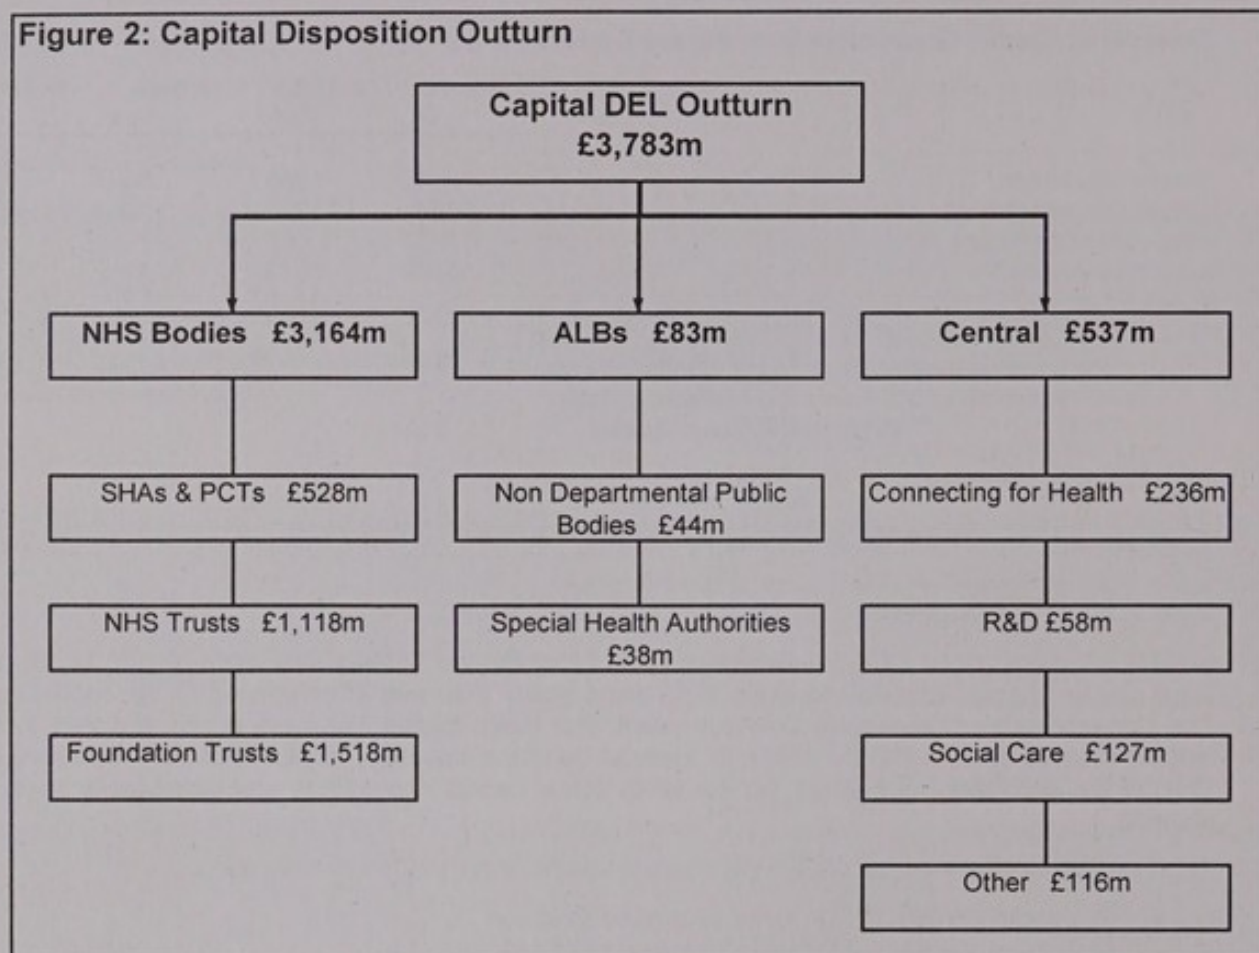 Figure 2: Capital Disposition Outturn
Capital DEL Outturn
£3,783m
NHS Bodies £3,164m
ALBs £83m
Central £537m
SHAs & PCTs £528m
Non Departmental Public
Bodies £44m
Connecting for Health £236m
NHS Trusts £1,118m
Special Health Authorities
£38m
R&D £58m
Foundation Trusts £1,518m
Social Care £127m
Other £116m